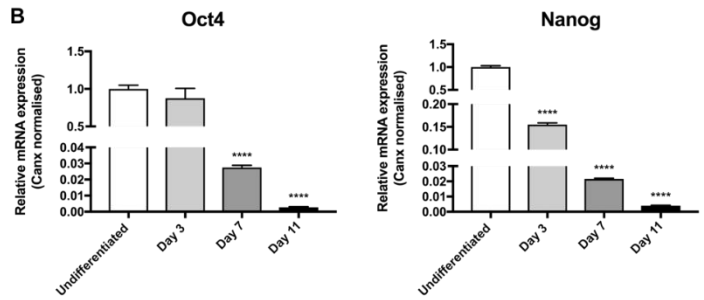 B
Oct4
Relative mRNA expression
(Canx normalised)
1.5
1.0
0.5
0.04
0.03
0.02
0.01
0.00
****
****
Undifferentiated
Day 3
Day 7
Day 11
Nanog
Relative mRNA expression
(Canx normalised)
1.5
1.0
0.5
0.20
0.15
0.10
0.03
0.02
0.01
0.00
****
****
****
Undifferentiated
Day 3
Day 7
Day 11